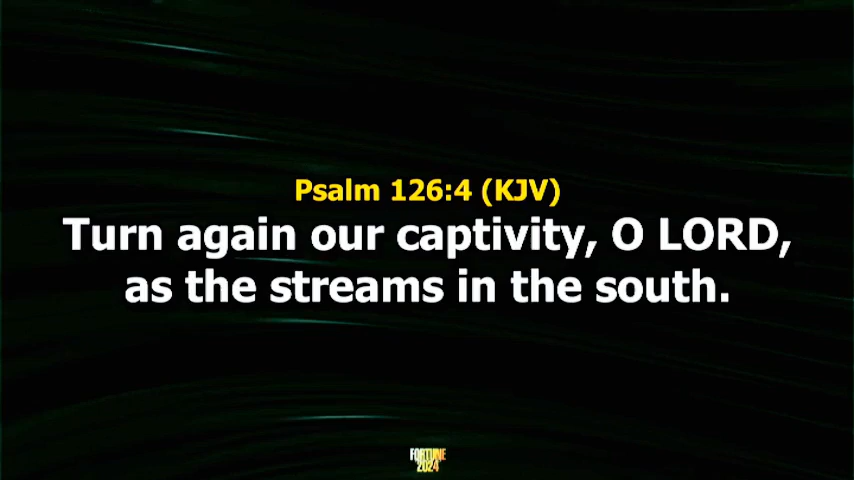 Psalm 126:4 (KJV)
Turn again our captivity, O LORD,
as the streams in the south.
FORTUNE
2024